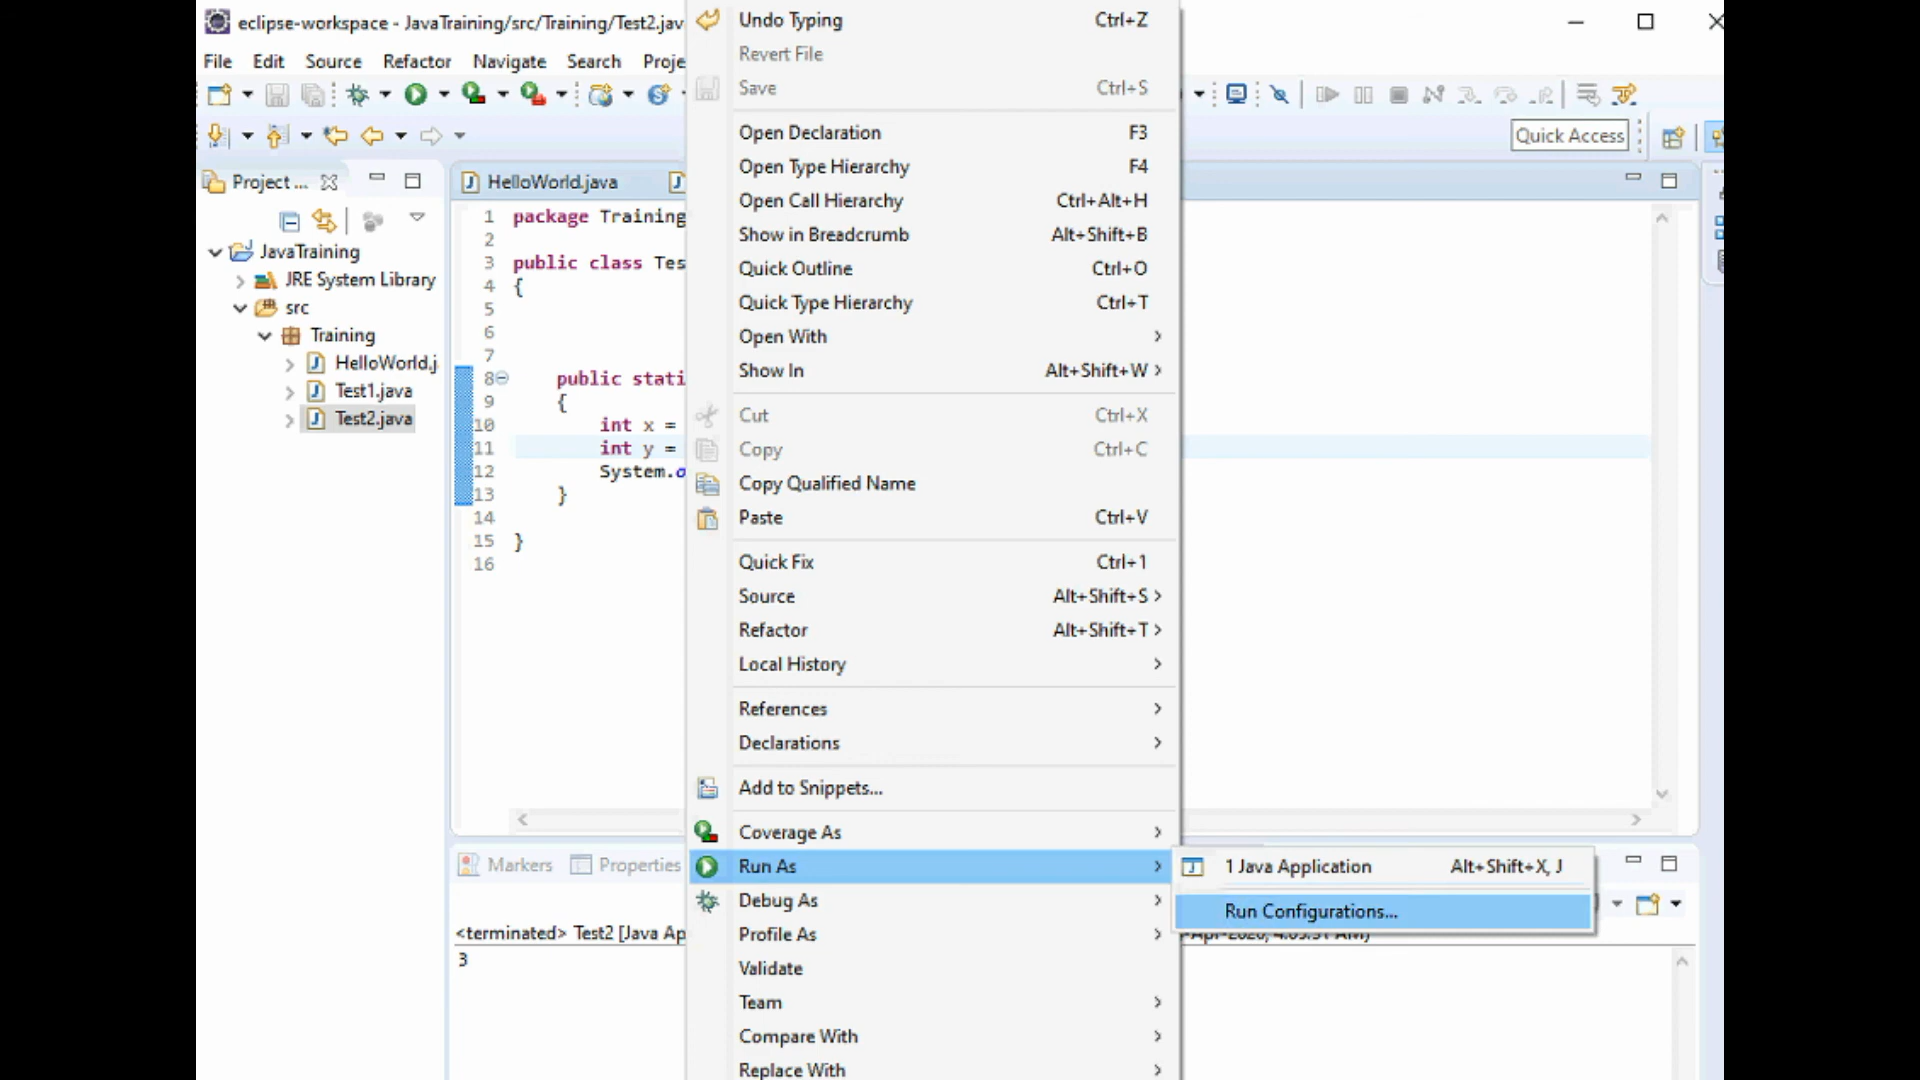 eclipse-workspace - JavaTraining/src/Training/Test2.jav
File Edit Source Refactor Navigate Search Proje
Quick Access
Project ...
JavaTraining
JRE System Library
src
Training
HelloWorld.j
Test1.java
Test2.java
HelloWorld.java
1 package Training
2
3 public class Tes
4 {
5
6
7
8 public stati
9 {
10 int x =
11 int y =
12 System.o
13 }
14
15 }
16
Undo Typing Ctrl+Z
Revert File
Save Ctrl+S
Open Declaration F3
Open Type Hierarchy F4
Open Call Hierarchy Ctrl+Alt+H
Show in Breadcrumb Alt+Shift+B
Quick Outline Ctrl+O
Quick Type Hierarchy Ctrl+T
Open With
Show In Alt+Shift+W
Cut Ctrl+X
Copy Ctrl+C
Copy Qualified Name
Paste Ctrl+V
Quick Fix Ctrl+1
Source Alt+Shift+S
Refactor Alt+Shift+T
Local History
References
Declarations
Add to Snippets...
Coverage As
Run As
Debug As
Profile As
Validate
Team
Compare With
Replace With
1 Java Application Alt+Shift+X, J
Run Configurations...
Markers Properties
<terminated> Test2 [Java Ap
3